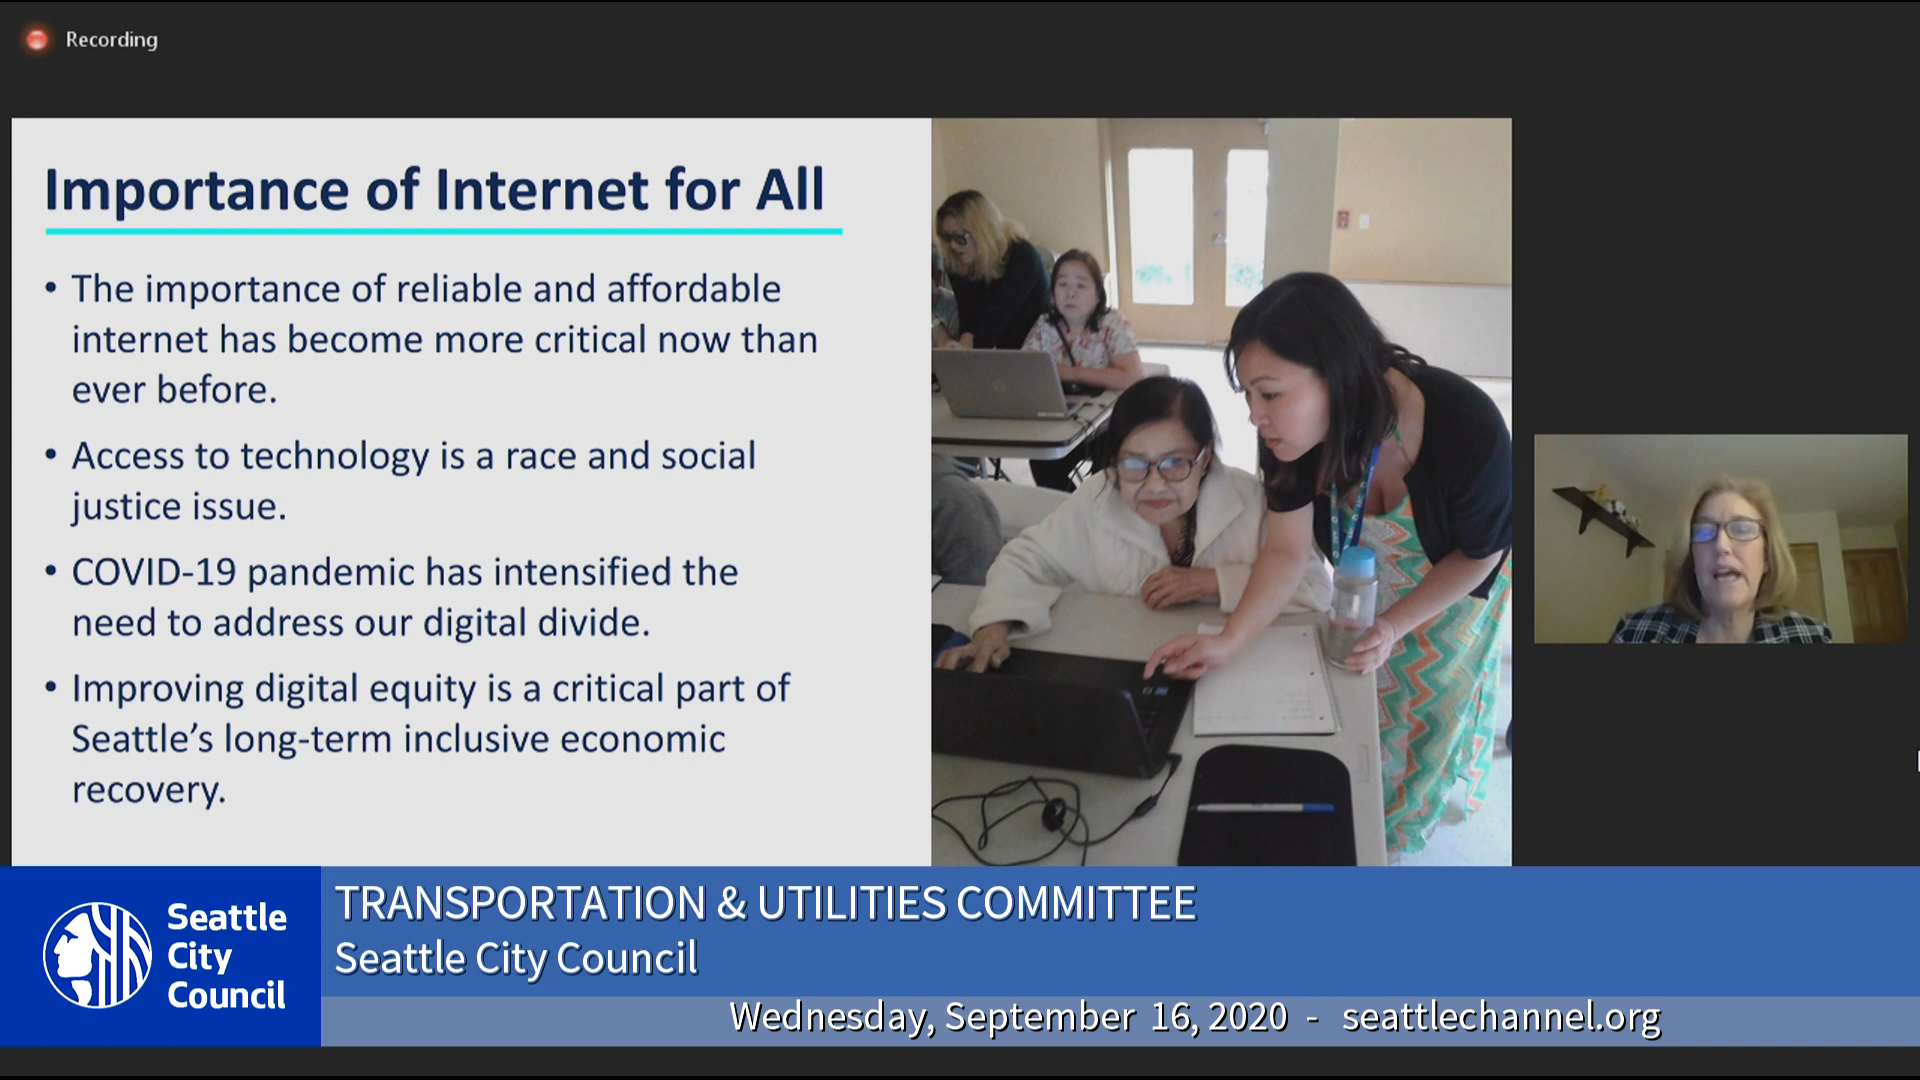 Recording
Importance of Internet for All
• The importance of reliable and affordable
internet has become more critical now than
ever before.
• Access to technology is a race and social
justice issue.
• COVID-19 pandemic has intensified the
need to address our digital divide.
• Improving digital equity is a critical part of
Seattle’s long-term inclusive economic
recovery.
Seattle
City
Council
TRANSPORTATION & UTILITIES COMMITTEE
Seattle City Council
Wednesday, September 16, 2020 - seattlechannel.org